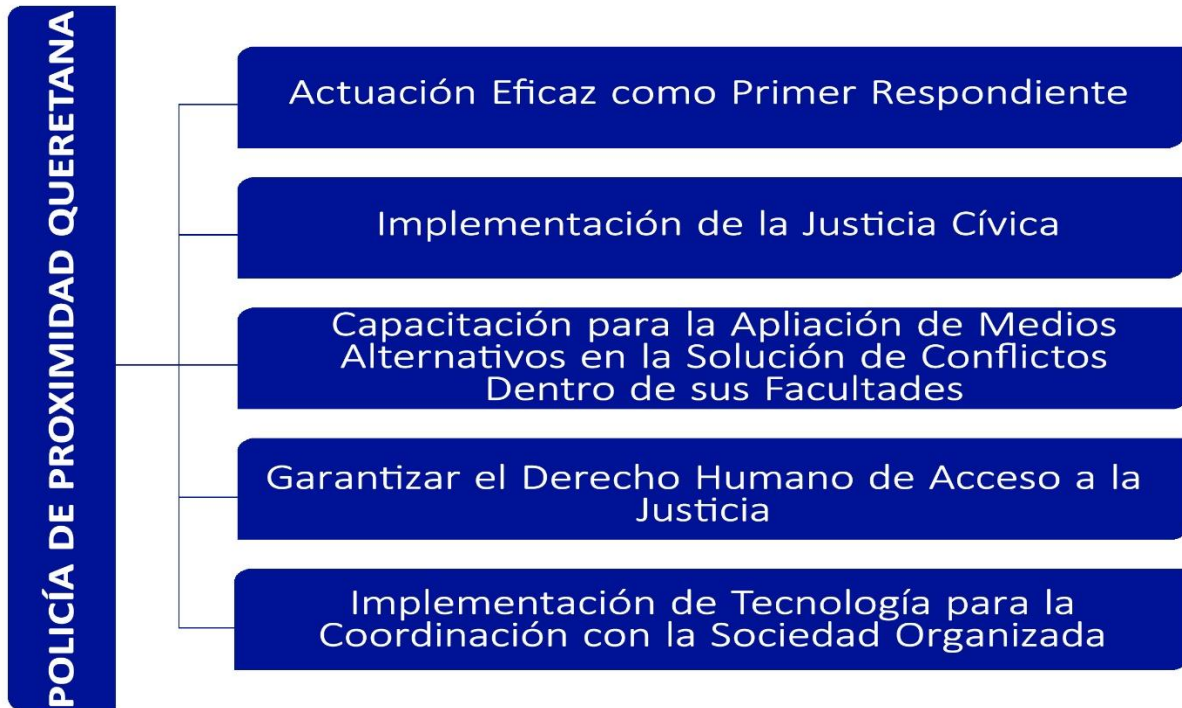 POLICÍA DE PROXIMIDAD QUERETANA
Actuación Eficaz como Primer Respondiente
Implementación de la Justicia Cívica
Capacitación para la Apliación de Medios
Alternativos en la Solución de Conflictos
Dentro de sus Facultades
Garantizar el Derecho Humano de Acceso a la
Justicia
Implementación de Tecnología para la
Coordinación con la Sociedad Organizada